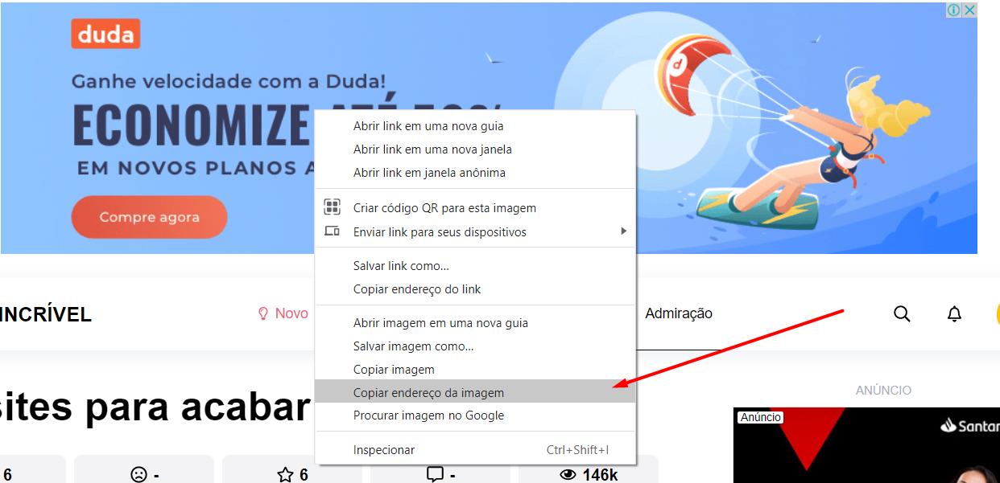 duda
Ganhe velocidade com a Duda!
ECONOMIZE
EM NOVOS PLANOS
Compre agora
d
Abrir link em uma nova guia
Abrir link em uma nova janela
Abrir link em janela anônima
Criar código QR para esta imagem
Enviar link para seus dispositivos
Salvar link como...
Copiar endereço do link
Abrir imagem em uma nova guia
Salvar imagem como...
Copiar imagem
Copiar endereço da imagem
Procurar imagem no Google
Inspecionar Ctrl+Shift+I
INCRÍVEL Novo Admiração
sites para acabar
ANÚNCIO
Anúncio
Santan
6 - 6 - 146k